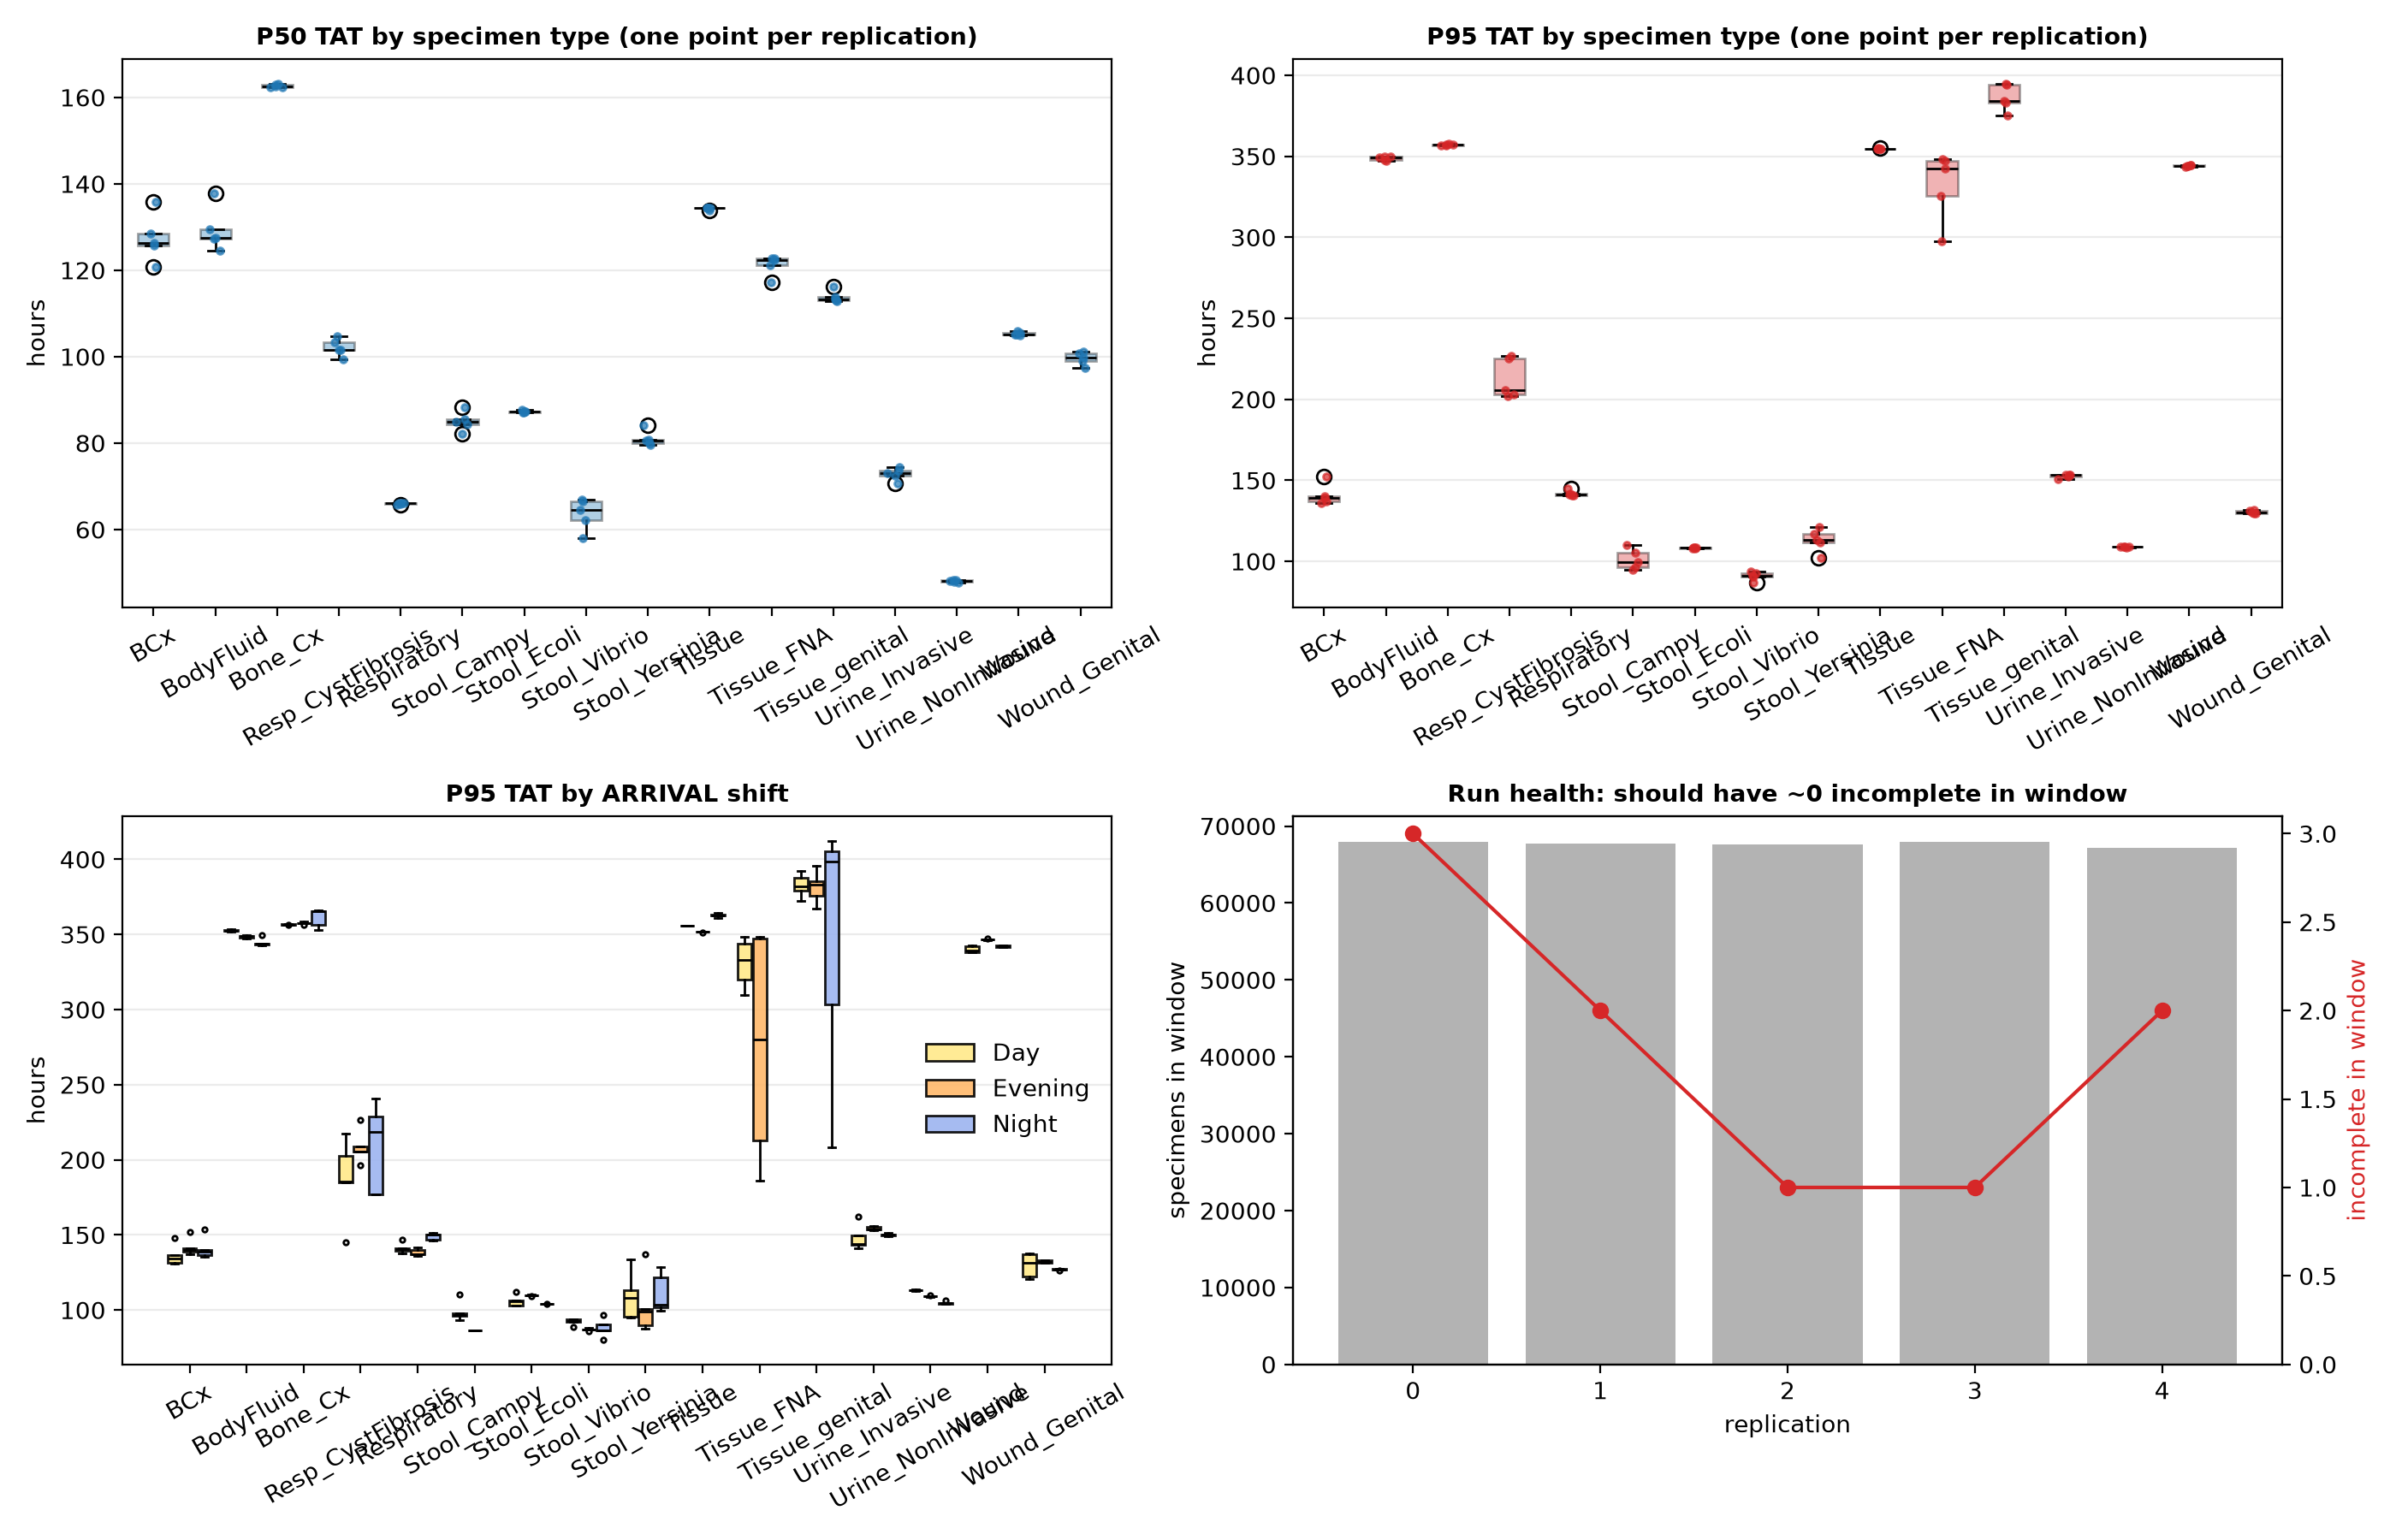 P50 TAT by specimen type (one point per replication)
hours
160
140
120
100
80
60
BCx
BodyFluid
Bone_Cx
Resp_CystFibrosis
Respiratory
Stool_Campy
Stool_Ecoli
Stool_Vibrio
Stool_Yersinia
Tissue
Tissue_FNA
Tissue_genital
Urine_Invasive
Urine_NonInvasive
Wound
Wound_Genital
P95 TAT by specimen type (one point per replication)
hours
400
350
300
250
200
150
100
BCx
BodyFluid
Bone_Cx
Resp_CystFibrosis
Respiratory
Stool_Campy
Stool_Ecoli
Stool_Vibrio
Stool_Yersinia
Tissue
Tissue_FNA
Tissue_genital
Urine_Invasive
Urine_NonInvasive
Wound
Wound_Genital
P95 TAT by ARRIVAL shift
hours
400
350
300
250
200
150
100
Day
Evening
Night
BCx
BodyFluid
Bone_Cx
Resp_CystFibrosis
Respiratory
Stool_Campy
Stool_Ecoli
Stool_Vibrio
Stool_Yersinia
Tissue
Tissue_FNA
Tissue_genital
Urine_Invasive
Urine_NonInvasive
Wound
Wound_Genital
Run health: should have ~0 incomplete in window
specimens in window
70000
60000
50000
40000
30000
20000
10000
0
3.0
2.5
2.0
1.5
1.0
0.5
0.0
incomplete in window
0 1 2 3 4
replication